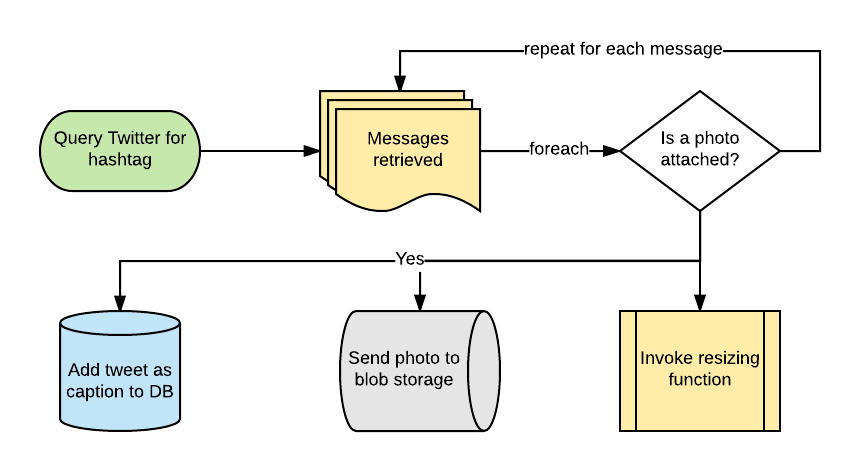 repeat for each message
Query Twitter for
hashtag
Messages
retrieved
foreach
Is a photo
attached?
Yes
Add tweet as
caption to DB
Send photo to
blob storage
Invoke resizing
function